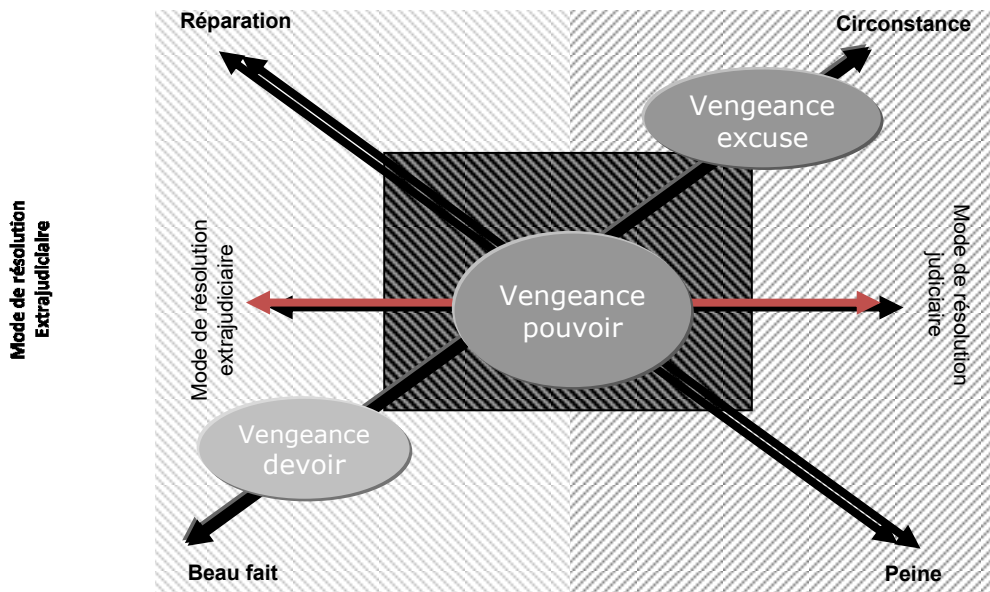 Réparation
Circonstance
Vengeance
excuse
Mode de résolution
Extrajudiciaire
Mode de résolution
extrajudiciaire
Vengeance
pouvoir
Mode de résolution
judiciaire
Vengeance
devoir
Beau fait
Peine